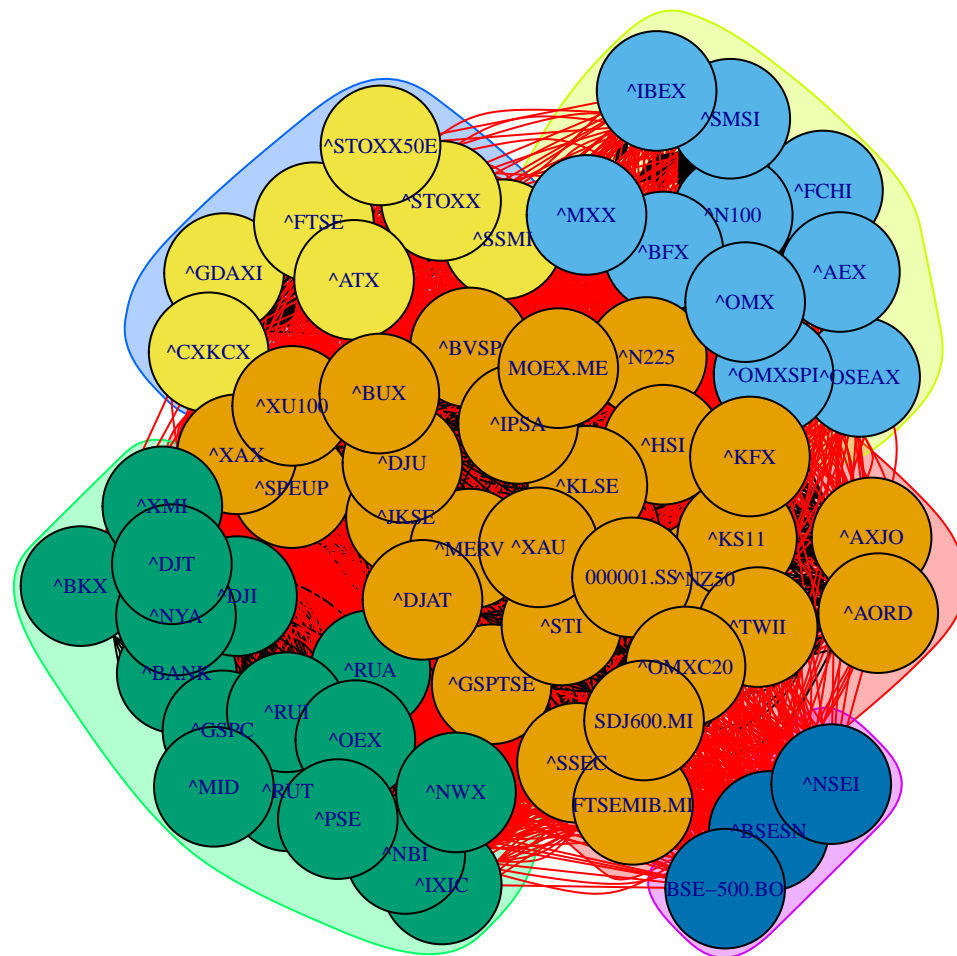 ^IBEX
^SMSI
^STOXX50E
^FCHI
^STOXX
^MXX
^N100
^FTSE
^SSMI
^BFX
^GDAXI
^ATX
^AEX
^OMX
^CXKCX
^BVSP
MOEX.ME
^N225
^OMXSPI
^OSEAX
^BUX
^XU100
^IPSA
^HSI
^XAX
^DJU
^KFX
^SPEUP
^KLSE
^XMI
^JKSE
^MERV
^XAU
^KS11
^AXJO
^DJT
000001.SS
^NZ50
^BKX
^DJI
^DJAT
^NYA
^AORD
^STI
^TWII
^BANK
^RUA
^OMXC20
^GSPTSE
^RUI
SDJ600.MI
^GSPC
^OEX
^SSEC
^MID
^RUT
^NWX
^NSEI
FTSEMIB.MI
^PSE
^BSESN
^NBI
^IXIC
BSE-500.BO